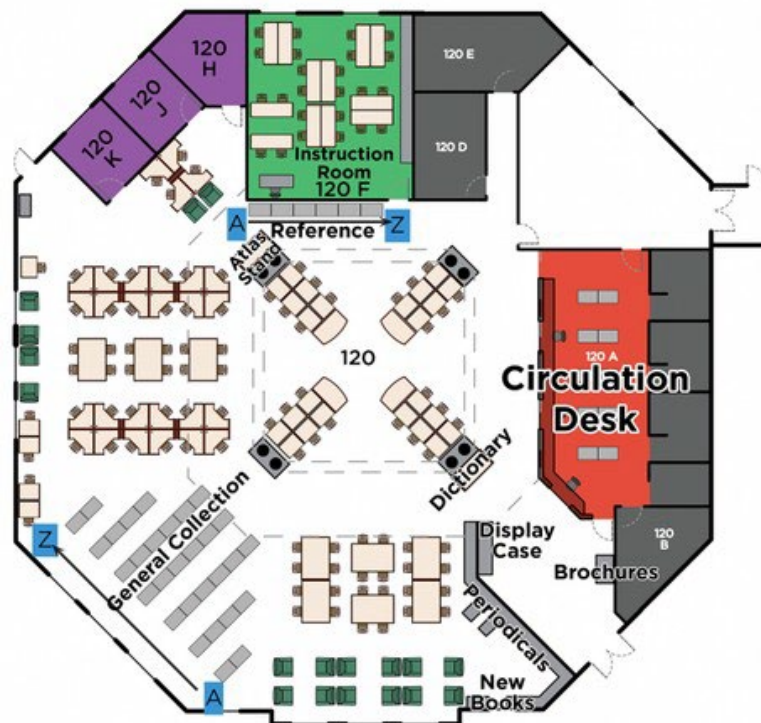 120
H
120
J
120
K
Instruction
Room
120 F
120 E
120 D
A
Reference
Z
Atlas
Stand
120
120 A
Circulation
Desk
Dictionary
General Collection
Z
A
Display
Case
Brochures
120
B
Periodicals
New
Books